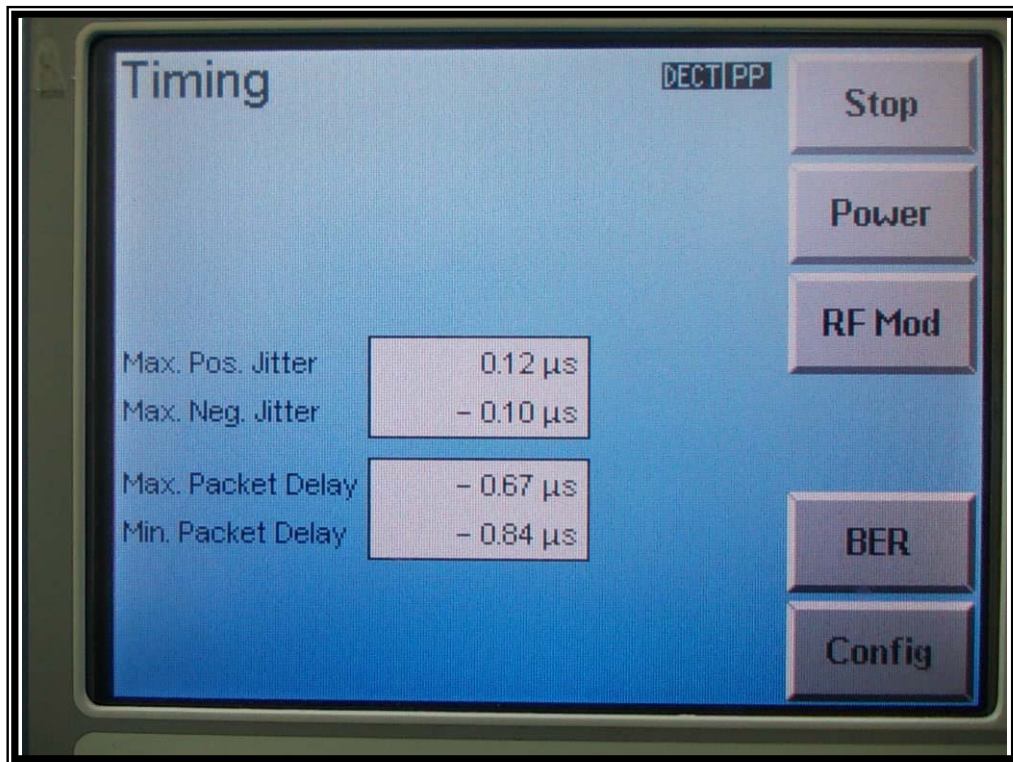 Timing
DECT PP
Stop
Power
RF Mod
Max. Pos. Jitter 0.12 µs
Max. Neg. Jitter - 0.10 µs
Max. Packet Delay - 0.67 µs
Min. Packet Delay - 0.84 µs
BER
Config